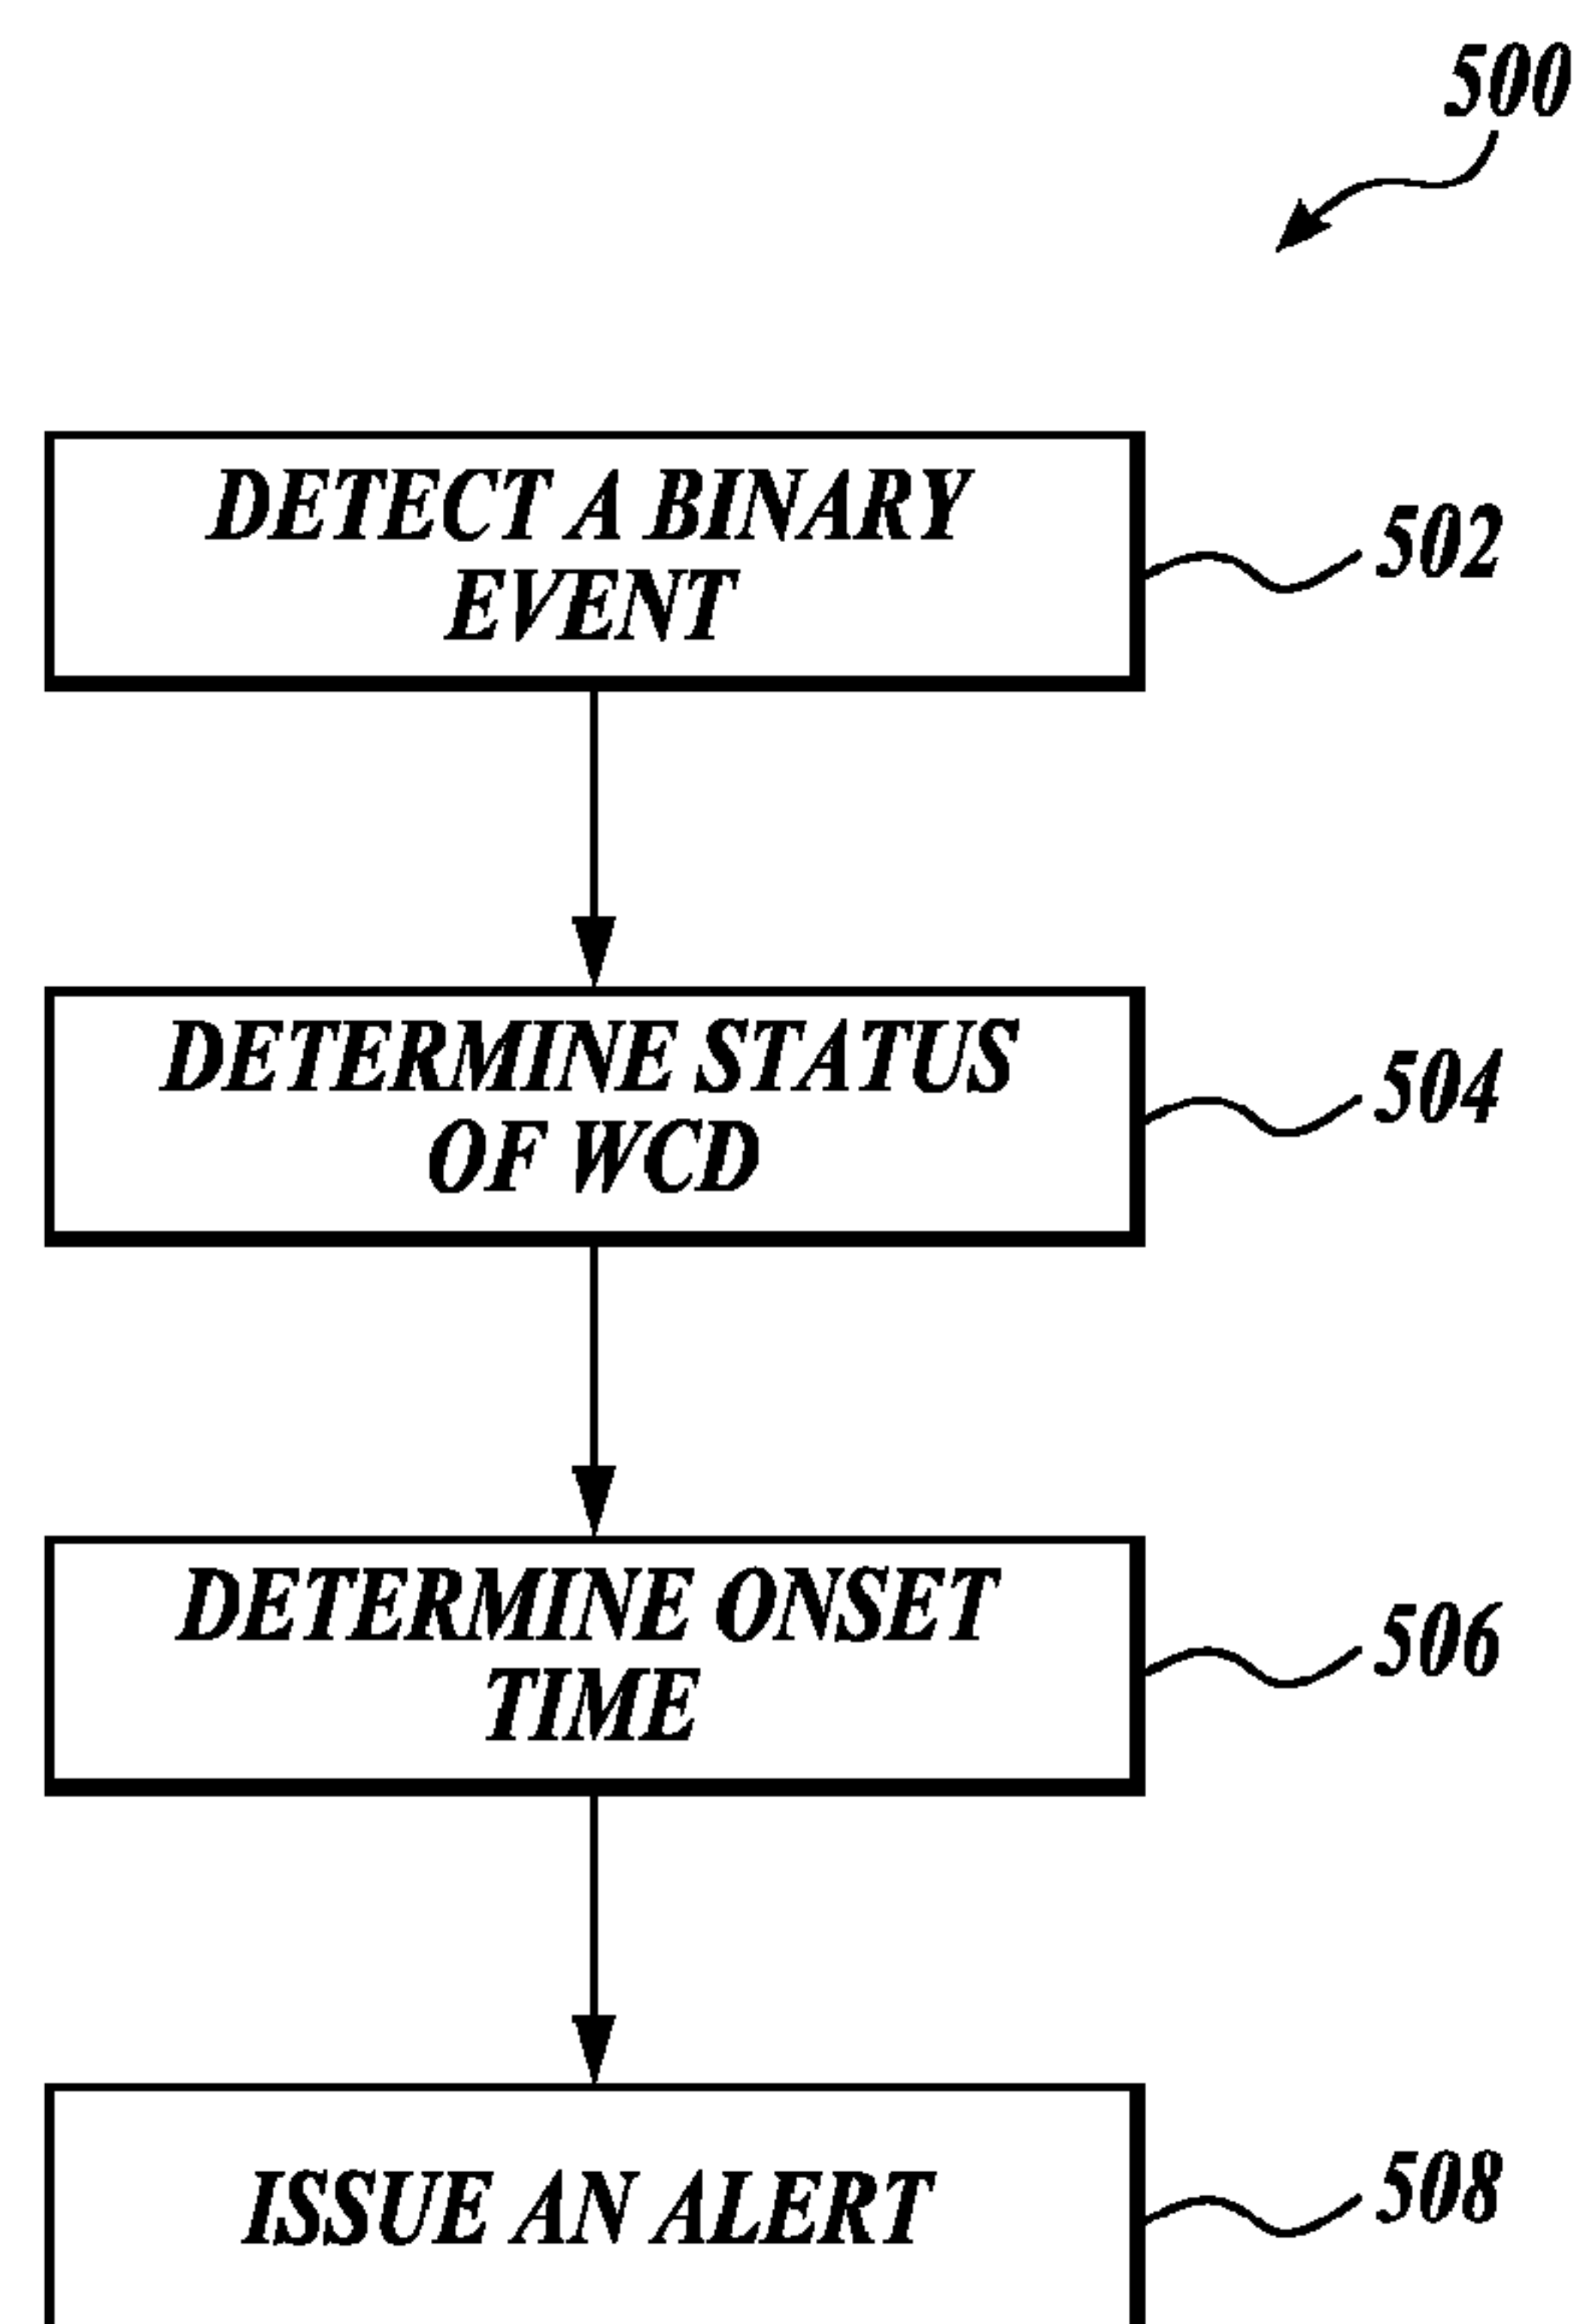 500
DETECT A BINARY
EVENT
502
DETERMINE STATUS
OF WCD
504
DETERMINE ONSET
TIME
506
ISSUE AN ALERT
508